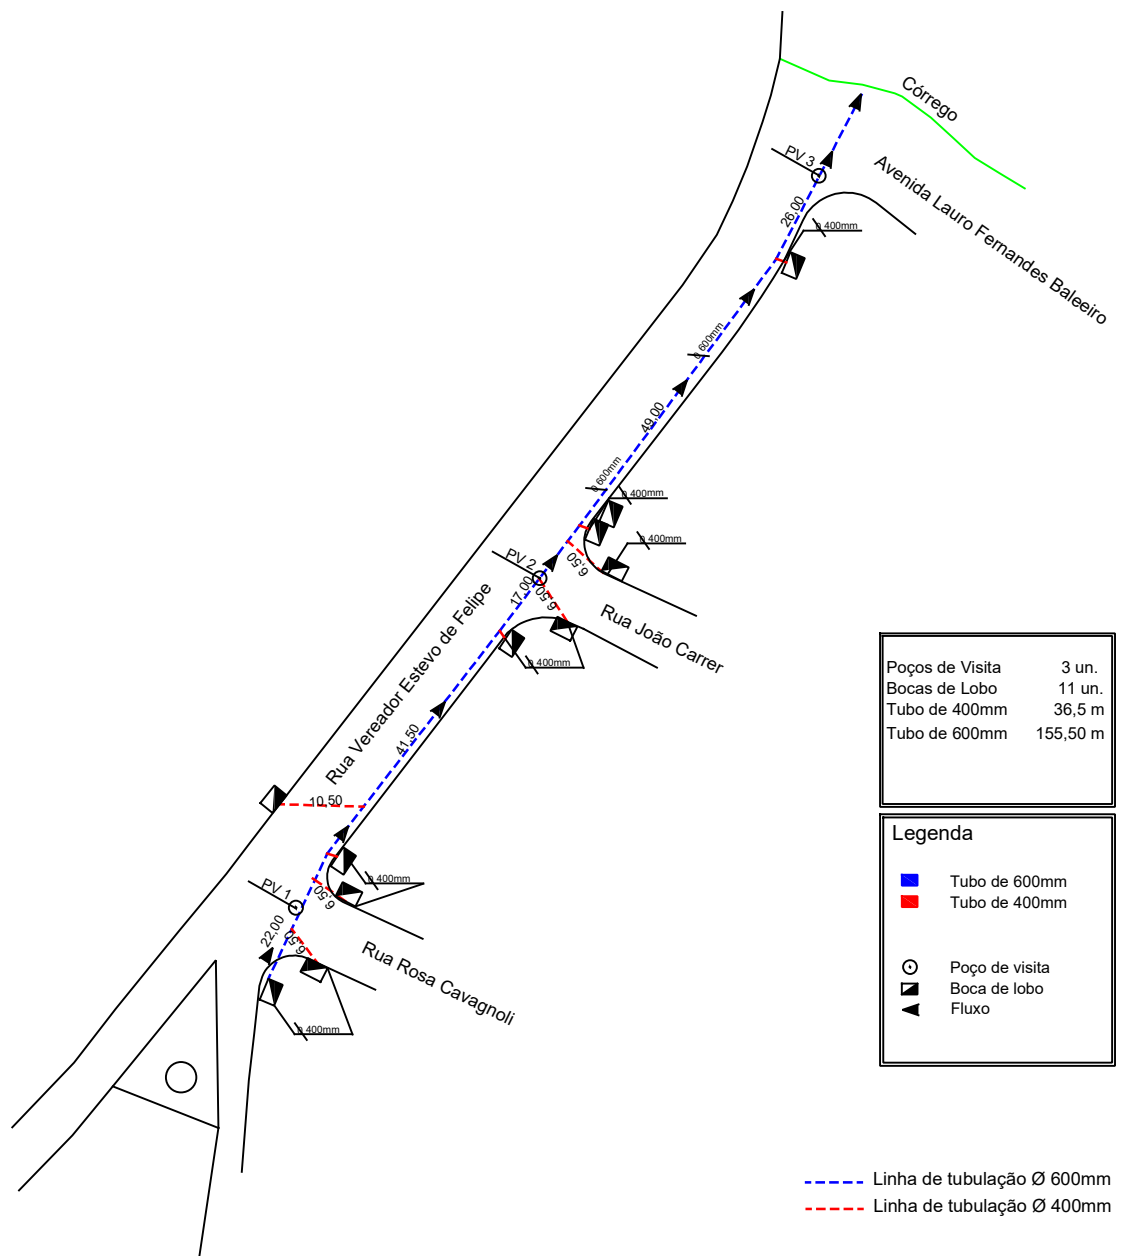 Córrego
PV 3
Avenida Lauro Fernandes Baleeiro
26,00
p 400mm
p 600mm
49,00
p 600mm
p 400mm
p 400mm
PV 2
6,50
17,00
6,50
Rua João Carrer
p 400mm
Rua Vereador Estevo de Felipe
41,50
10,50
p 400mm
PV 1
6,50
22,00
6,50
Rua Rosa Cavagnoli
p 400mm
Poços de Visita 3 un.
Bocas de Lobo 11 un.
Tubo de 400mm 36,5 m
Tubo de 600mm 155,50 m
Legenda
Tubo de 600mm
Tubo de 400mm
Poço de visita
Boca de lobo
Fluxo
Linha de tubulação Ø 600mm
Linha de tubulação Ø 400mm